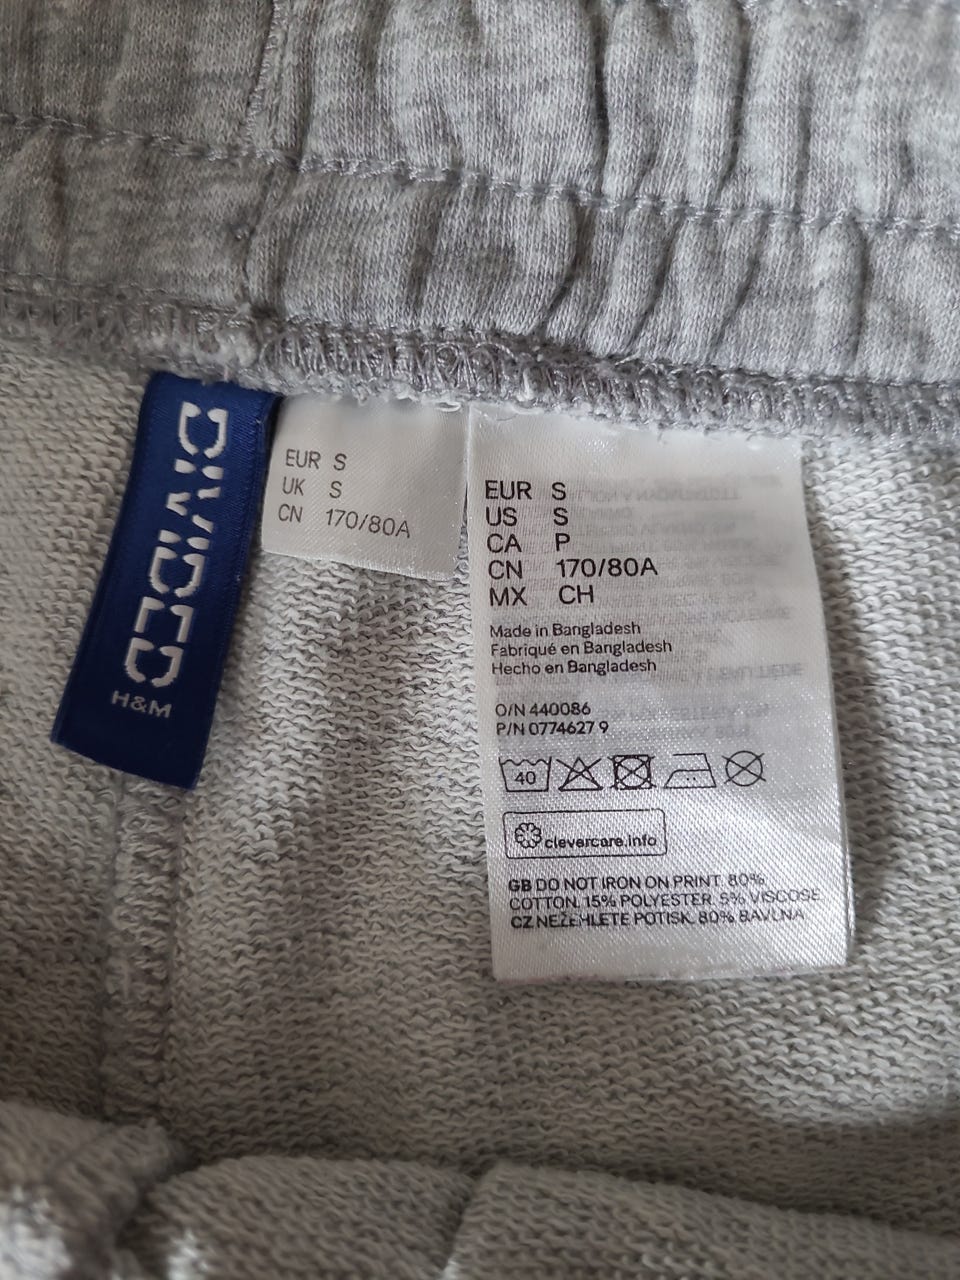 DIVIDED
H&M
EUR S
UK S
CN 170/80A
EUR S
US S
CA P
CN 170/80A
MX CH
Made in Bangladesh
Fabriqué en Bangladesh
Hecho en Bangladesh
O/N 440086
P/N 0774627 9
40
clevercare.info
GB DO NOT IRON ON PRINT. 80%
COTTON. 15% POLYESTER. 5% VISCOSE
CZ NEŽEHLETE POTISK. 80% BAVLNA